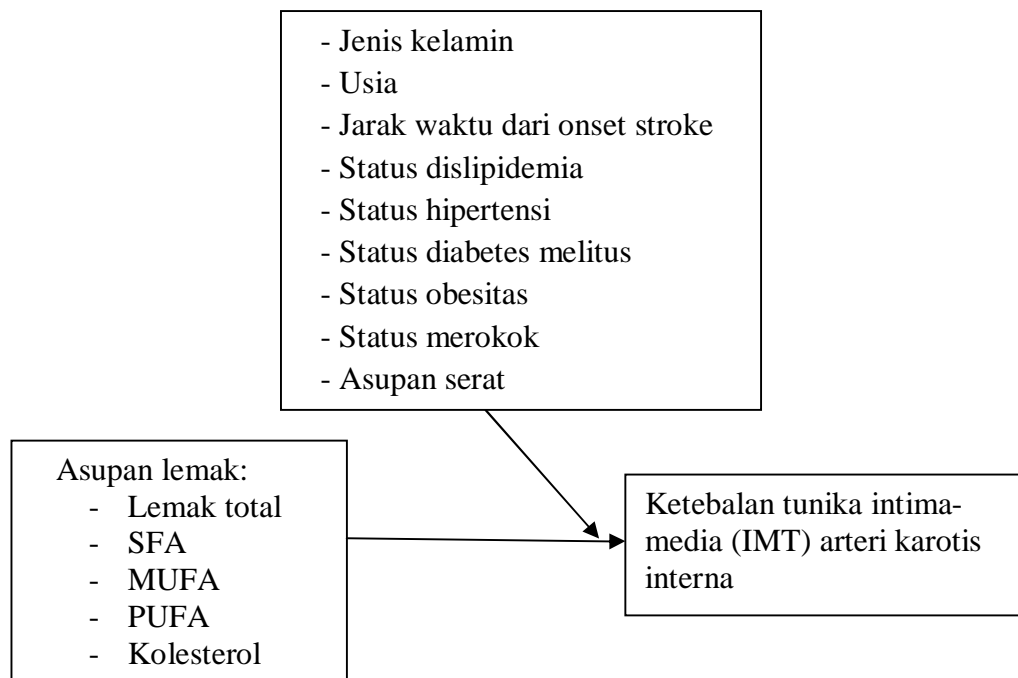 - Jenis kelamin
- Usia
- Jarak waktu dari onset stroke
- Status dislipidemia
- Status hipertensi
- Status diabetes melitus
- Status obesitas
- Status merokok
- Asupan serat
Asupan lemak:
- Lemak total
- SFA
- MUFA
- PUFA
- Kolesterol
Ketebalan tunika intima-
media (IMT) arteri karotis
interna